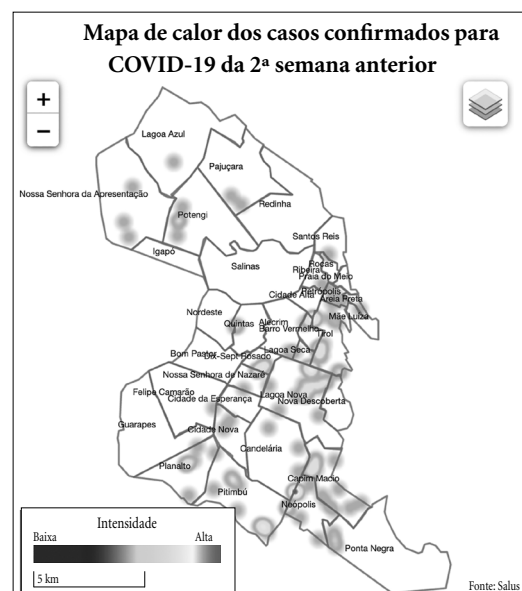 Mapa de calor dos casos confirmados para
COVID-19 da 2ª semana anterior
+
−
Lagoa Azul
Pajuçara
Nossa Senhora da Apresentação
Redinha
Potengi
Santos Reis
Igapó
Salinas
Rocas
Ribeira
Praia do Meio
Petrópolis
Cidade Alta
Areia Preta
Nordeste
Mãe Luiza
Quintas
Alecrim
Barro Vermelho
Tirol
Lagoa Seca
Bom Pastor
Dix-Sept Rosado
Nossa Senhora de Nazaré
Felipe Camarão
Lagoa Nova
Cidade da Esperança
Nova Descoberta
Guarapes
Cidade Nova
Candelária
Planalto
Capim Macio
Pitimbú
Neópolis
Ponta Negra
Intensidade
Baixa Alta
5 km
Fonte: Salus